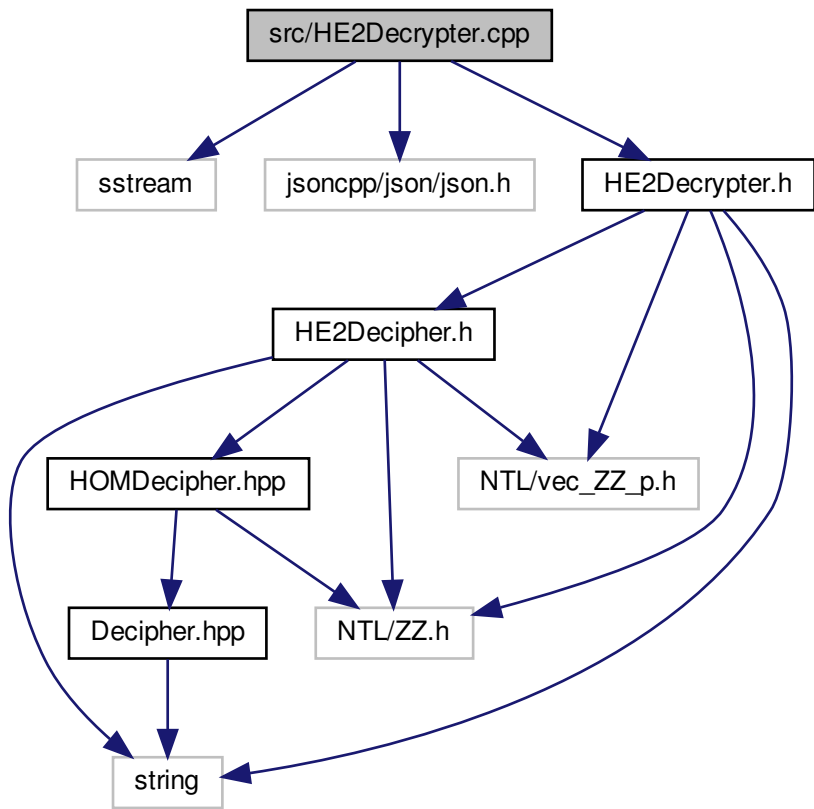 src/HE2Decrypter.cpp
sstream
jsoncpp/json/json.h
HE2Decrypter.h
HE2Decipher.h
HOMDecipher.hpp
NTL/vec_ZZ_p.h
Decipher.hpp
NTL/ZZ.h
string